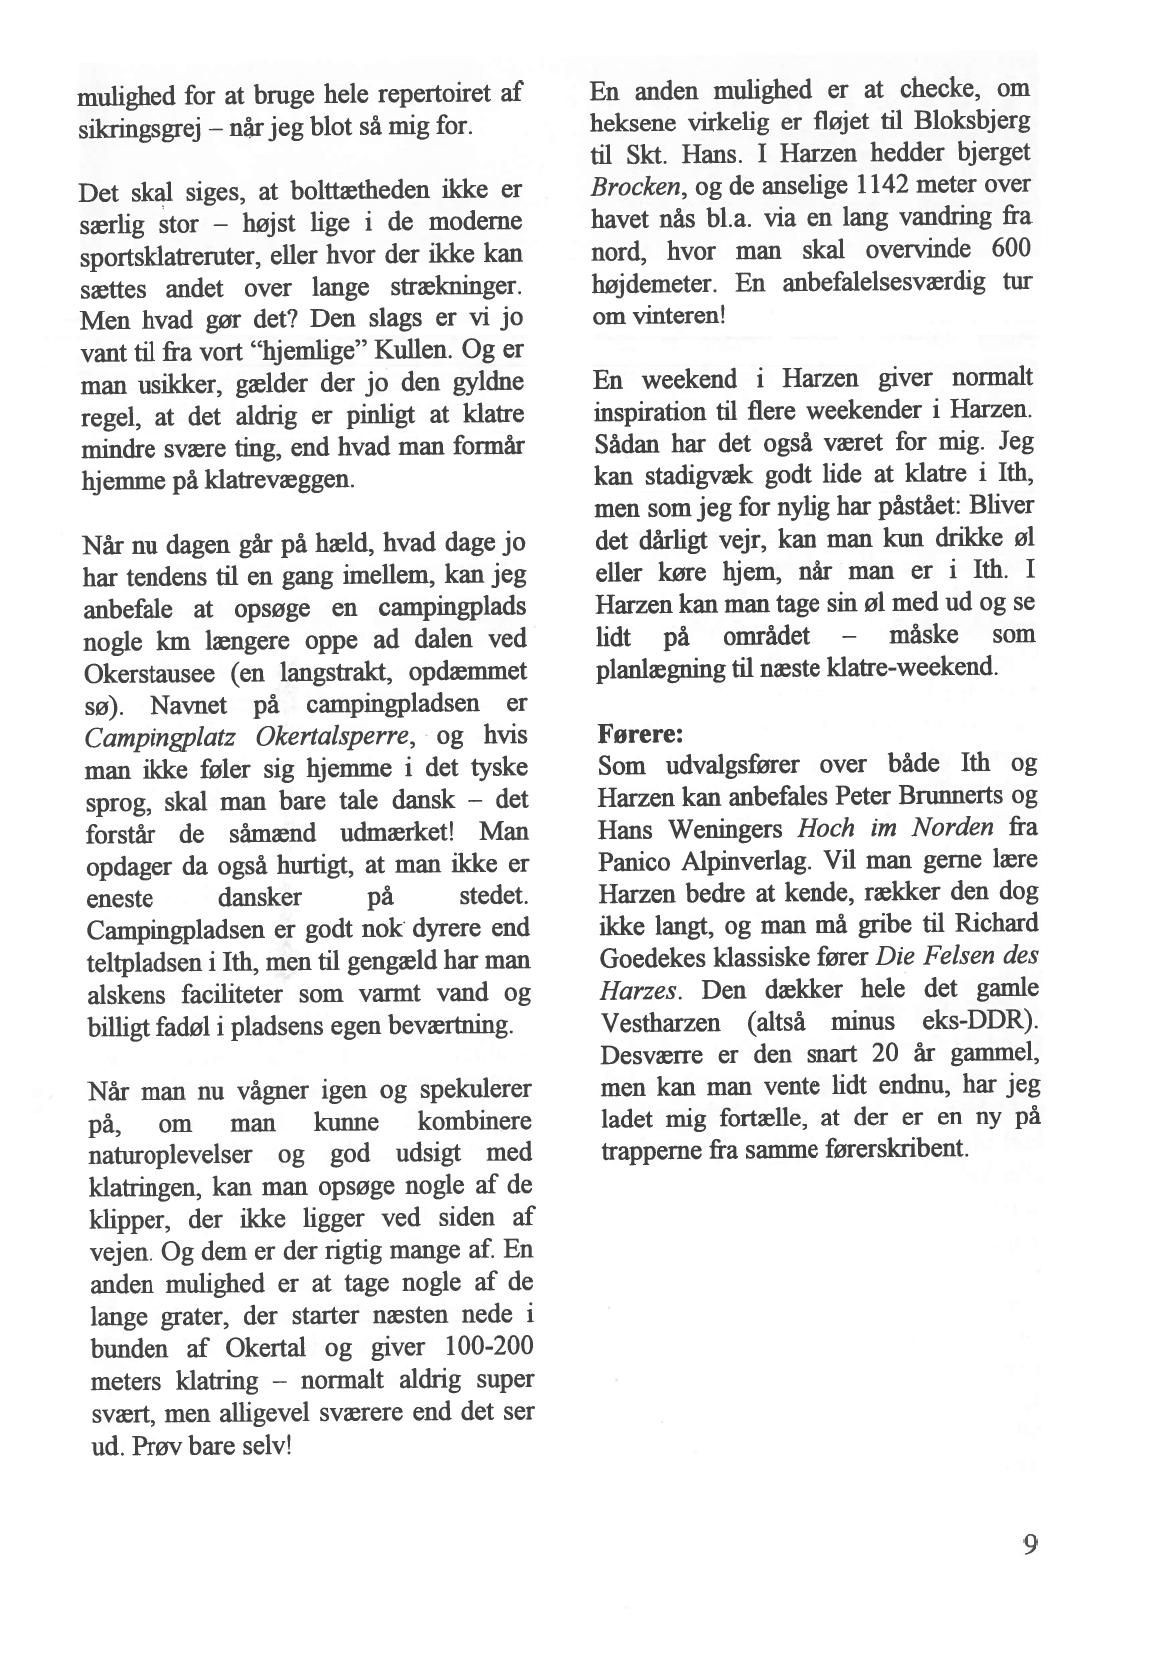 mulighed for at bruge hele repertoiret af
sikringsgrej – når jeg blot så mig for.

Det skal siges, at bolttætheden ikke er
særlig stor – højst lige i de moderne
sportsklatreruter, eller hvor der ikke kan
sættes andet over lange strækninger.
Men hvad gør det? Den slags er vi jo
vant til fra vort “hjemlige” Kullen. Og er
man usikker, gælder der jo den gyldne
regel, at det aldrig er pinligt at klatre
mindre svære ting, end hvad man formår
hjemme på klatrevæggen.

Når nu dagen går på hæld, hvad dage jo
har tendens til en gang imellem, kan jeg
anbefale at opsøge en campingplads
nogle km længere oppe ad dalen ved
Okerstausee (en langstrakt, opdæmmet
sø). Navnet på campingpladsen er
Campingplatz Okertalsperre, og hvis
man ikke føler sig hjemme i det tyske
sprog, skal man bare tale dansk – det
forstår de såmænd udmærket! Man
opdager da også hurtigt, at man ikke er
eneste dansker på stedet.
Campingpladsen er godt nok dyrere end
teltpladsen i Ith, men til gengæld har man
alskens faciliteter som varmt vand og
billigt fadøl i pladsens egen beværtning.

Når man nu vågner igen og spekulerer
på, om man kunne kombinere
naturoplevelser og god udsigt med
klatringen, kan man opsøge nogle af de
klipper, der ikke ligger ved siden af
vejen. Og dem er der rigtig mange af. En
anden mulighed er at tage nogle af de
lange grater, der starter næsten nede i
bunden af Okertal og giver 100-200
meters klatring – normalt aldrig super
svært, men alligevel sværere end det ser
ud. Prøv bare selv!

En anden mulighed er at checke, om
heksene virkelig er fløjet til Bloksbjerg
til Skt. Hans. I Harzen hedder bjerget
Brocken, og de anselige 1142 meter over
havet nås bl.a. via en lang vandring fra
nord, hvor man skal overvinde 600
højdemeter. En anbefalelsesværdig tur
om vinteren!

En weekend i Harzen giver normalt
inspiration til flere weekender i Harzen.
Sådan har det også været for mig. Jeg
kan stadigvæk godt lide at klatre i Ith,
men som jeg for nylig har påstået: Bliver
det dårligt vejr, kan man kun drikke øl
eller køre hjem, når man er i Ith. I
Harzen kan man tage sin øl med ud og se
lidt på området – måske som
planlægning til næste klatre-weekend.

Førere:
Som udvalgsfører over både Ith og
Harzen kan anbefales Peter Brunnerts og
Hans Weningers Hoch im Norden fra
Panico Alpinverlag. Vil man gerne lære
Harzen bedre at kende, rækker den dog
ikke langt, og man må gribe til Richard
Goedekes klassiske fører Die Felsen des
Harzes. Den dækker hele det gamle
Vestharzen (altså minus eks-DDR).
Desværre er den snart 20 år gammel,
men kan man vente lidt endnu, har jeg
ladet mig fortælle, at der er en ny på
trapperne fra samme førerskribent.

9